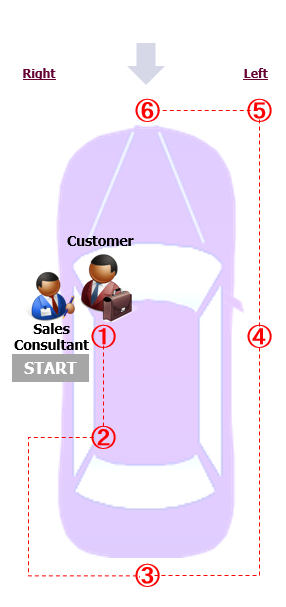 Right
Left
⑥
⑤
Customer
Sales
Consultant
①
④
START
②
③